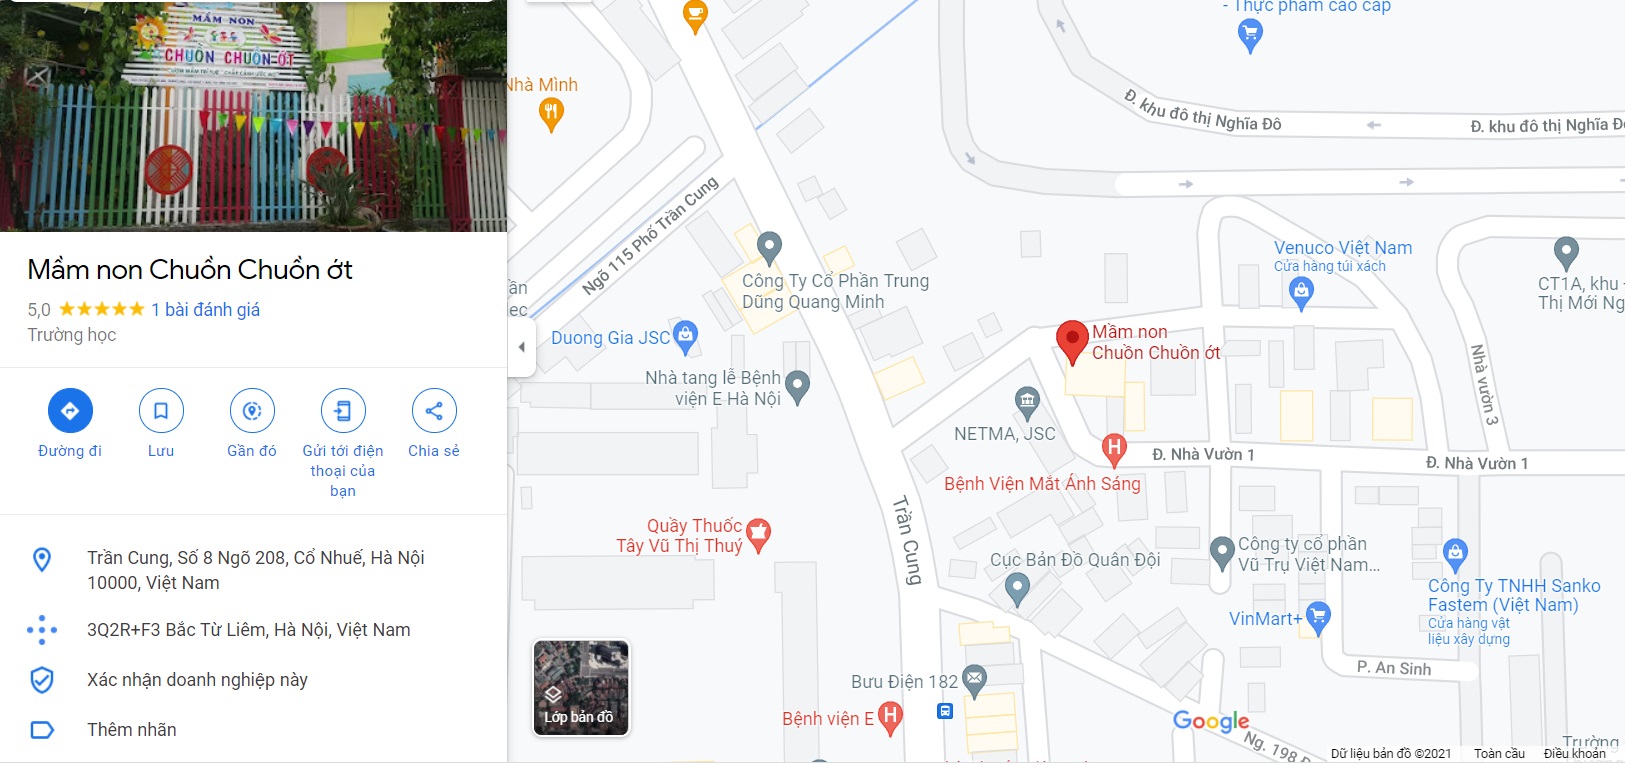 MẦM NON
CHUỒN CHUỒN ỚT
Mầm non Chuồn Chuồn ớt
5,0 1 bài đánh giá
Trường học
Đường đi
Lưu
Gần đó
Gửi tới điện
thoại của
bạn
Chia sẻ
Trần Cung, Số 8 Ngõ 208, Cổ Nhuế, Hà Nội
10000, Việt Nam
3Q2R+F3 Bắc Từ Liêm, Hà Nội, Việt Nam
Xác nhận doanh nghiệp này
Thêm nhãn
- Thực phẩm cao cấp
Nhà Mình
Đ. khu đô thị Nghĩa Đô
Đ. khu đô thị Nghĩa Đô
Ngõ 115 Phố Trần Cung
Venuco Việt Nam
Cửa hàng túi xách
Công Ty Cổ Phần Trung
Dũng Quang Minh
CT1A, khu
Thị Mới Ng
Duong Gia JSC
Mầm non
Chuồn Chuồn ớt
Nhà tang lễ Bệnh
viện E Hà Nội
Nhà vườn 3
NETMA, JSC
Đ. Nhà Vườn 1
Đ. Nhà Vườn 1
Bệnh Viện Mắt Ánh Sáng
Trần Cung
Quầy Thuốc
Tây Vũ Thị Thuý
Cục Bản Đồ Quân Đội
Công ty cổ phần
Vũ Trụ Việt Nam...
Công Ty TNHH Sanko
Fastem (Việt Nam)
Cửa hàng vật
liệu xây dựng
VinMart+
P. An Sinh
Bưu Điện 182
Bệnh viện E
Lớp bản đồ
Google
Ng. 198 
Trường
Dữ liệu bản đồ ©2021 Toàn cầu Điều khoản